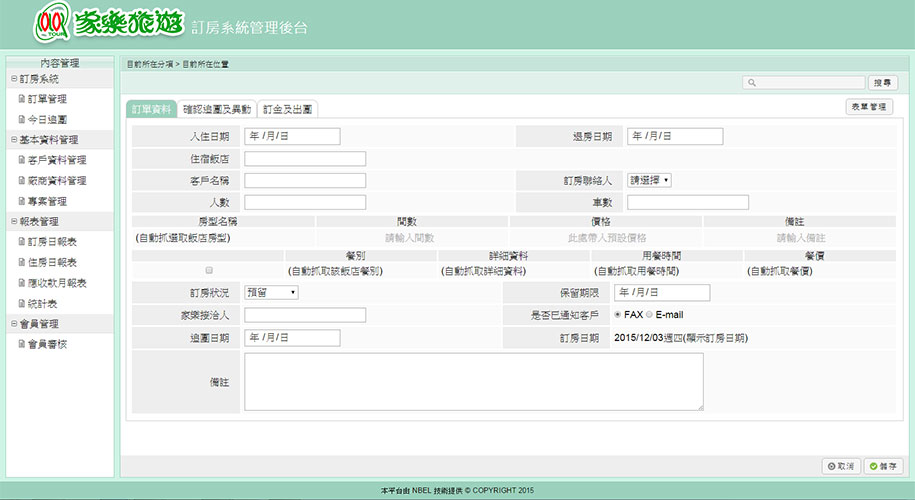 TOUR 家樂旅遊 訂房系統管理後台
內容管理
訂房系統
訂單管理
今日追團
基本資料管理
客戶資料管理
廠商資料管理
專案管理
報表管理
訂房日報表
住房日報表
應收款月報表
統計表
會員管理
會員審核
目前所在分項 > 目前所在位置
搜尋
訂單資料 確認追團及異動 訂金及出團 表單管理
入住日期 年 /月/日 退房日期 年 /月/日
住宿飯店
客戶名稱 訂房聯絡人 請選擇
人數 車數
房型名稱 間數 價格 備註
(自動抓選取飯店房型) 請輸入間數 此處帶入預設價格 請輸入備註
餐別 詳細資料 用餐時間 餐價
(自動抓取該飯店餐別) (自動抓取詳細資料) (自動抓取用餐時間) (自動抓取餐價)
訂房狀況 預留 保留期限 年 /月/日
家樂接洽人 是否已通知客戶 FAX E-mail
追團日期 年 /月/日 訂房日期 2015/12/03週四(顯示訂房日期)
備註
取消 儲存
本平台由 NBEL 技術提供 © COPYRIGHT 2015